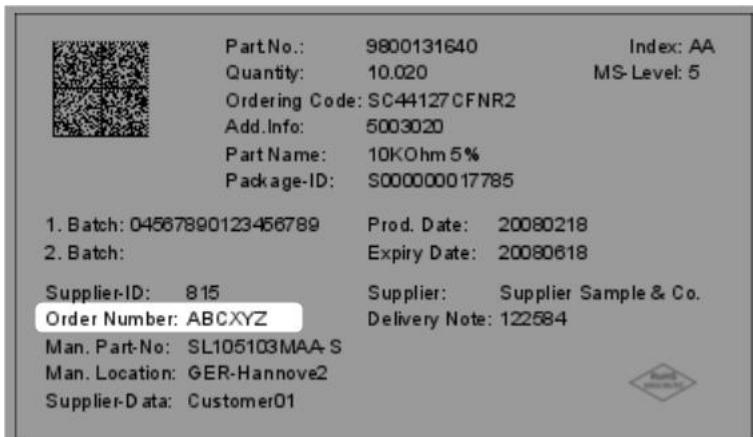 Part No.: 9800131640 Index: AA
Quantity: 10.020 MS-Level: 5
Ordering Code: SC44127CFNR2
Add.Info: 5003020
Part Name: 10KOhm 5%
Package-ID: S000000017785
1. Batch: 04567890123456789 Prod. Date: 20080218
2. Batch: Expiry Date: 20080618
Supplier-ID: 815 Supplier: Supplier Sample & Co.
Order Number: ABCXYZ Delivery Note: 122584
Man. Part-No: SL105103MAA-S
Man. Location: GER-Hannove2
Supplier-Data: Customer01
RoHS